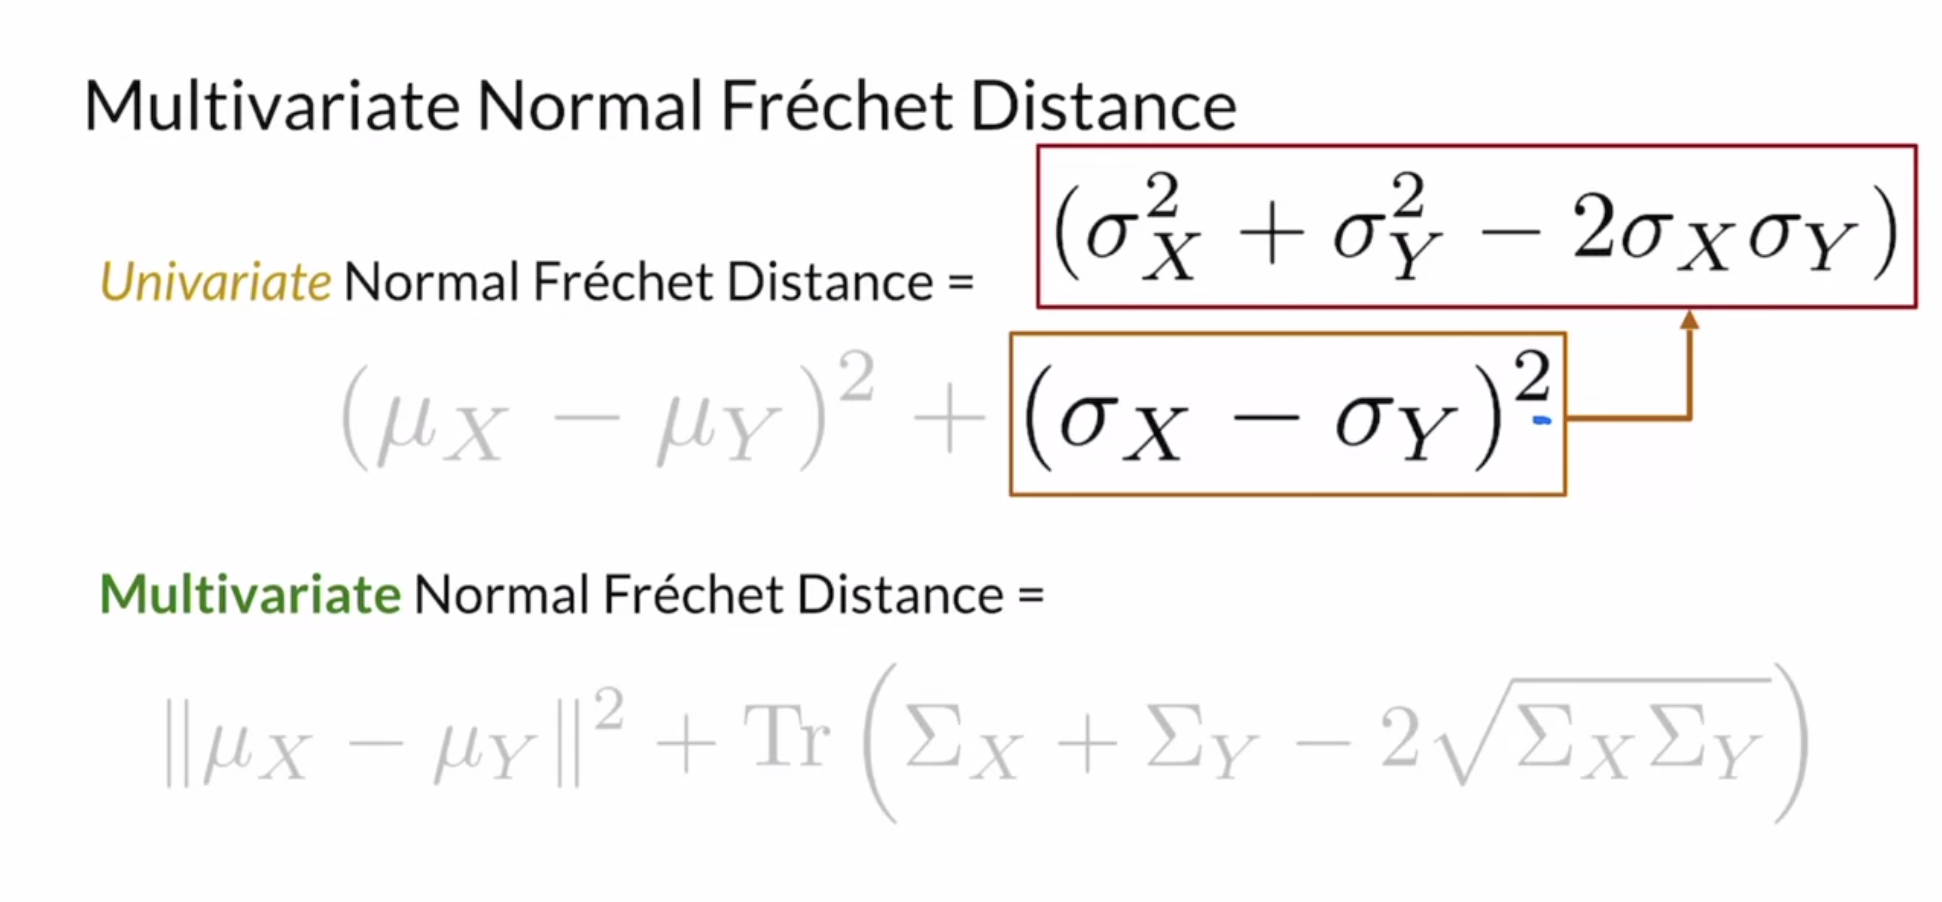 Multivariate Normal Fréchet Distance
(σ²_X + σ²_Y − 2σ_Xσ_Y)
Univariate Normal Fréchet Distance =
(μ_X − μ_Y)² + (σ_X − σ_Y)²
Multivariate Normal Fréchet Distance =
‖μ_X − μ_Y‖² + Tr(Σ_X + Σ_Y − 2√(Σ_XΣ_Y))